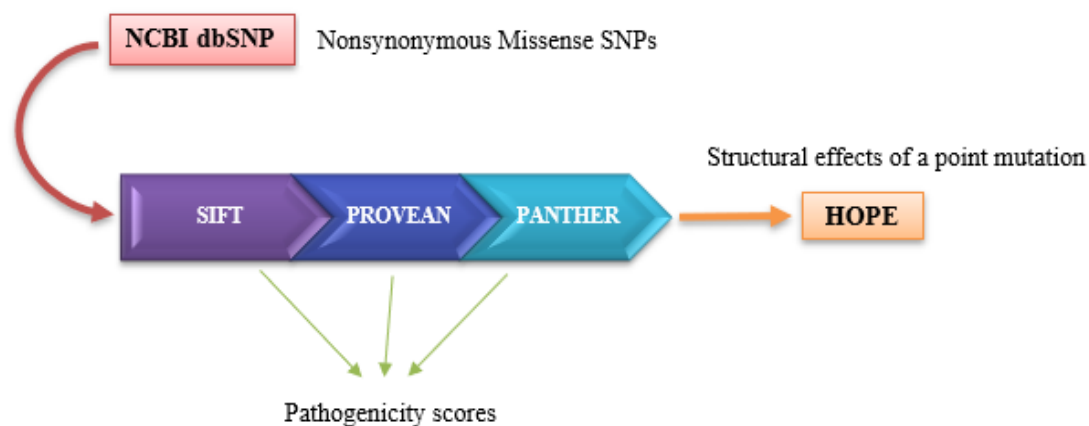 NCBI dbSNP
Nonsynonymous Missense SNPs
Structural effects of a point mutation
SIFT
PROVEAN
PANTHER
HOPE
Pathogenicity scores